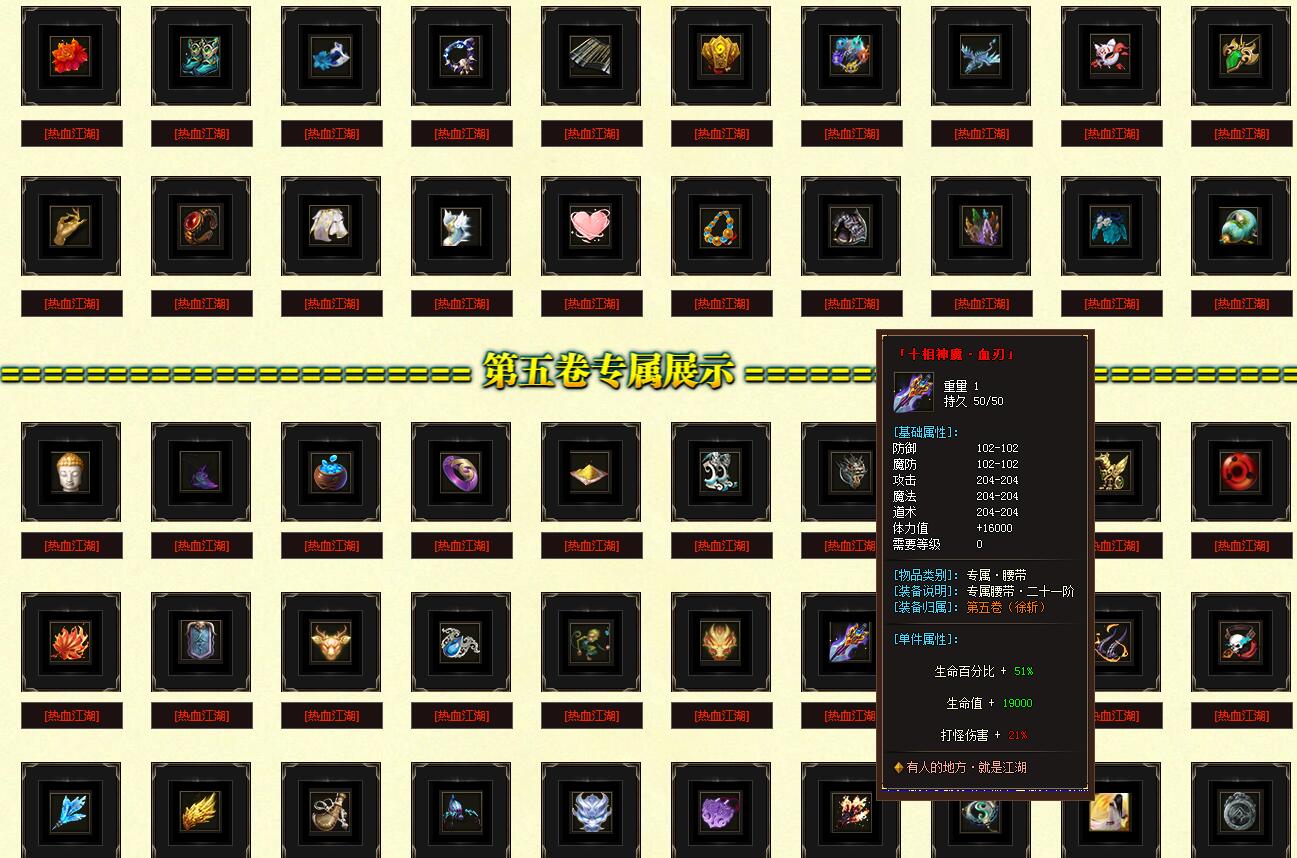 [热血江湖] [热血江湖] [热血江湖] [热血江湖] [热血江湖] [热血江湖] [热血江湖] [热血江湖] [热血江湖] [热血江湖]
[热血江湖] [热血江湖] [热血江湖] [热血江湖] [热血江湖] [热血江湖] [热血江湖] [热血江湖] [热血江湖] [热血江湖]
======================第五卷专属展示======================
「十相神魔·血刃」
重量 1
持久 50/50
[基础属性]:
防御 102-102
魔防 102-102
攻击 204-204
魔法 204-204
道术 204-204
体力值 +16000
需要等级 0
[物品类别]: 专属·腰带
[装备说明]: 专属腰带·二十一阶
[装备归属]: 第五卷（徐斩）
[单件属性]:
生命百分比 + 51%
生命值 + 19000
打怪伤害 + 21%
有人的地方·就是江湖
[热血江湖] [热血江湖] [热血江湖] [热血江湖] [热血江湖] [热血江湖] [热血江 血江湖] [热血江湖]
[热血江湖] [热血江湖] [热血江湖] [热血江湖] [热血江湖] [热血江湖] [热血江 血江湖] [热血江湖]